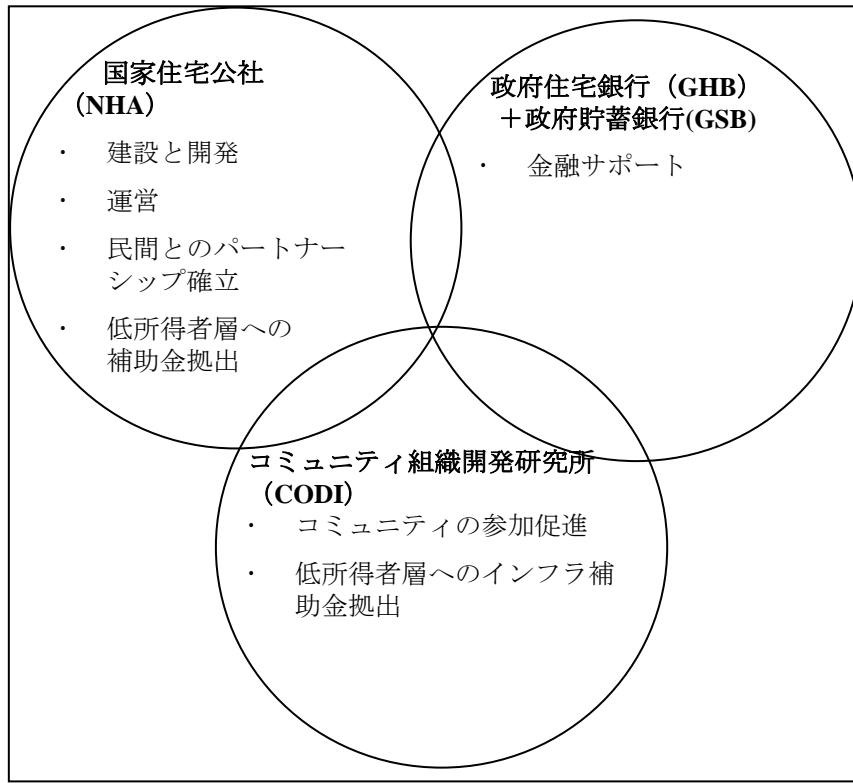 国家住宅公社
（NHA）
・ 建設と開発
・ 運営
・ 民間とのパートナー
シップ確立
・ 低所得者層への
補助金拠出
政府住宅銀行（GHB）
＋政府貯蓄銀行(GSB)
・ 金融サポート
コミュニティ組織開発研究所
（CODI）
・ コミュニティの参加促進
・ 低所得者層へのインフラ補
助金拠出